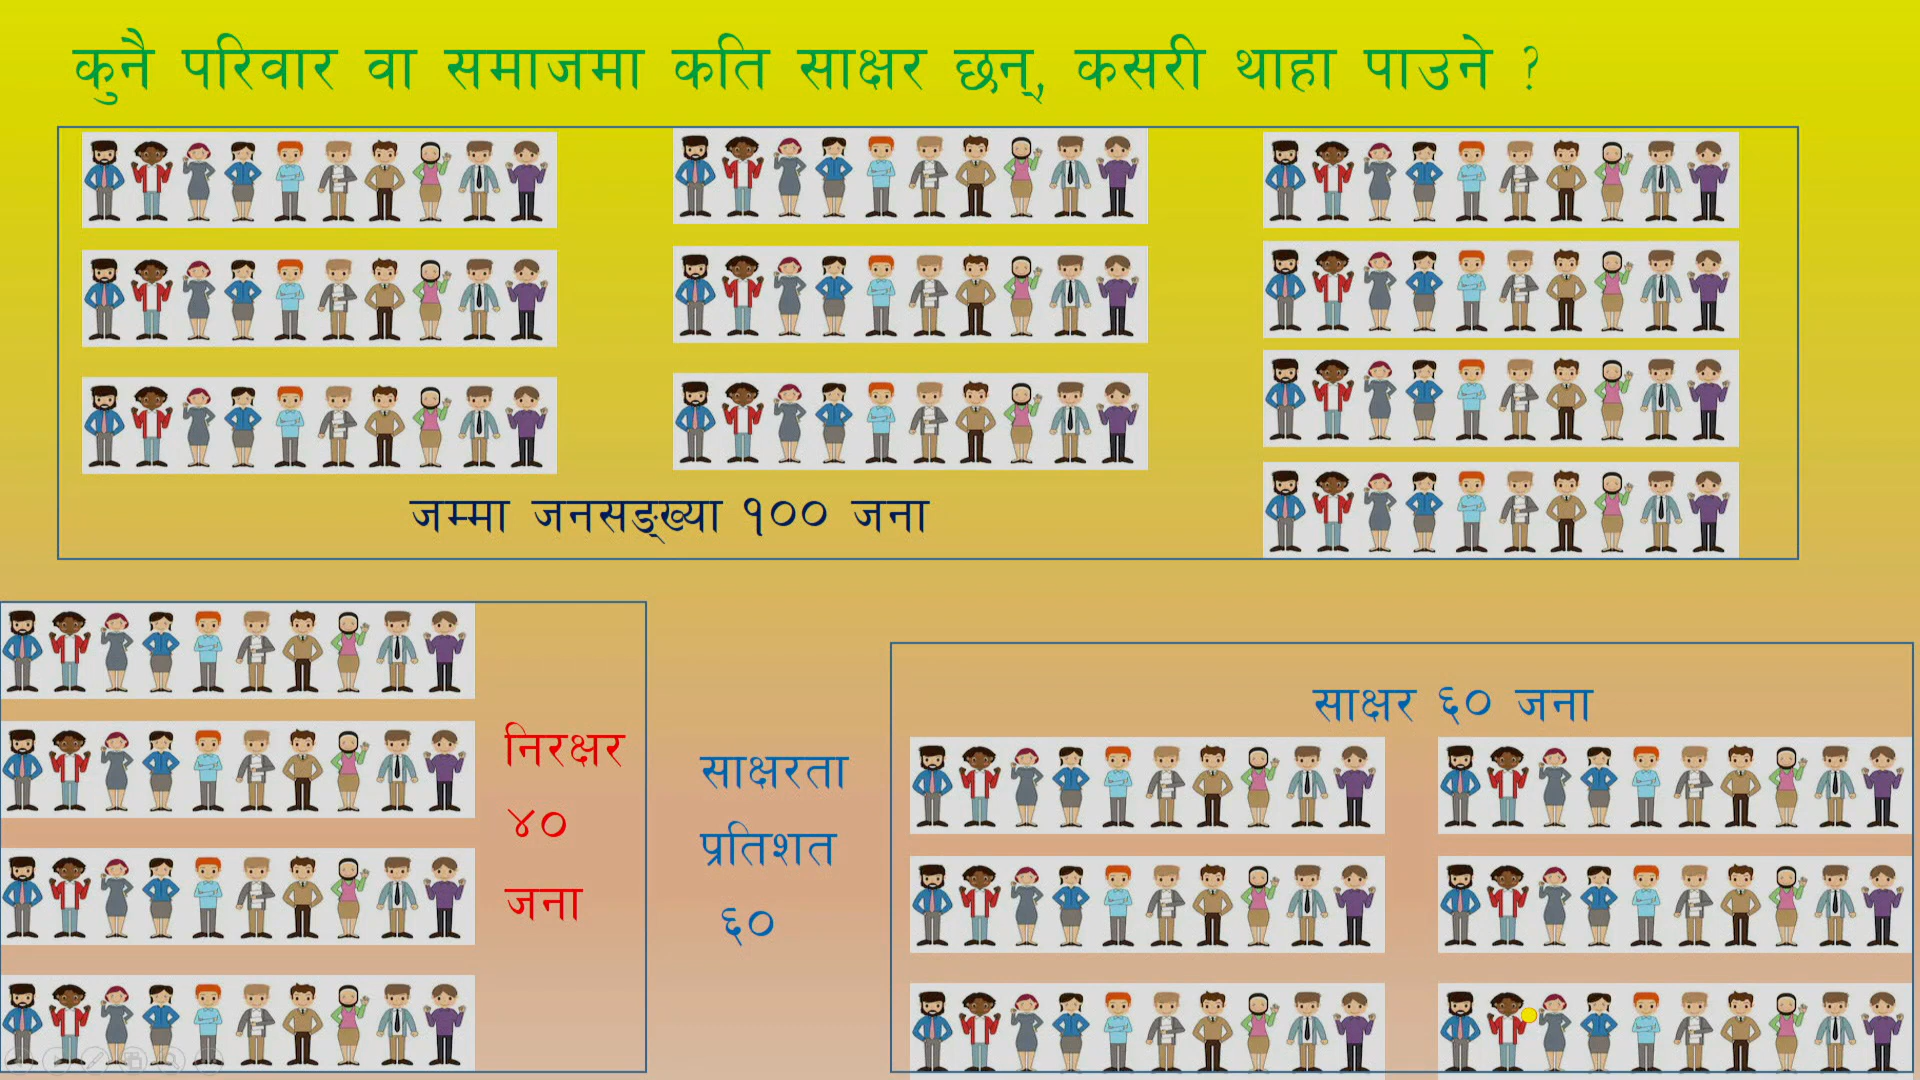 कुनै परिवार वा समाजमा कति साक्षर छन्, कसरी थाहा पाउने ?
जम्मा जनसङ्ख्या १०० जना
निरक्षर
४०
जना
साक्षरता
प्रतिशत
६०
साक्षर ६० जना